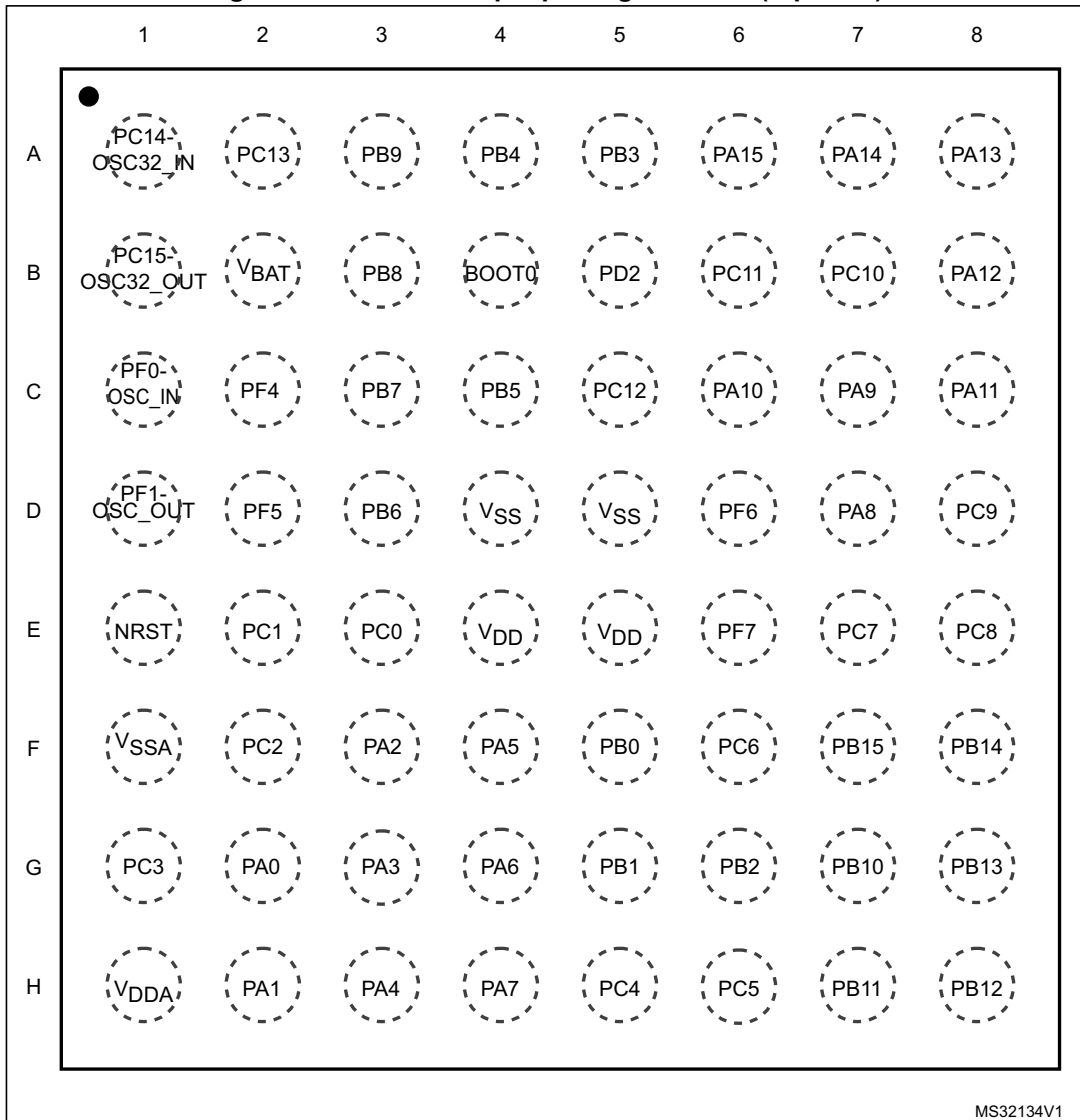 1 2 3 4 5 6 7 8
A PC14-OSC32_IN PC13 PB9 PB4 PB3 PA15 PA14 PA13
B PC15-OSC32_OUT VBAT PB8 BOOT0 PD2 PC11 PC10 PA12
C PF0-OSC_IN PF4 PB7 PB5 PC12 PA10 PA9 PA11
D PF1-OSC_OUT PF5 PB6 VSS VSS PF6 PA8 PC9
E NRST PC1 PC0 VDD VDD PF7 PC7 PC8
F VSSA PC2 PA2 PA5 PB0 PC6 PB15 PB14
G PC3 PA0 PA3 PA6 PB1 PB2 PB10 PB13
H VDDA PA1 PA4 PA7 PC4 PC5 PB11 PB12
MS32134V1